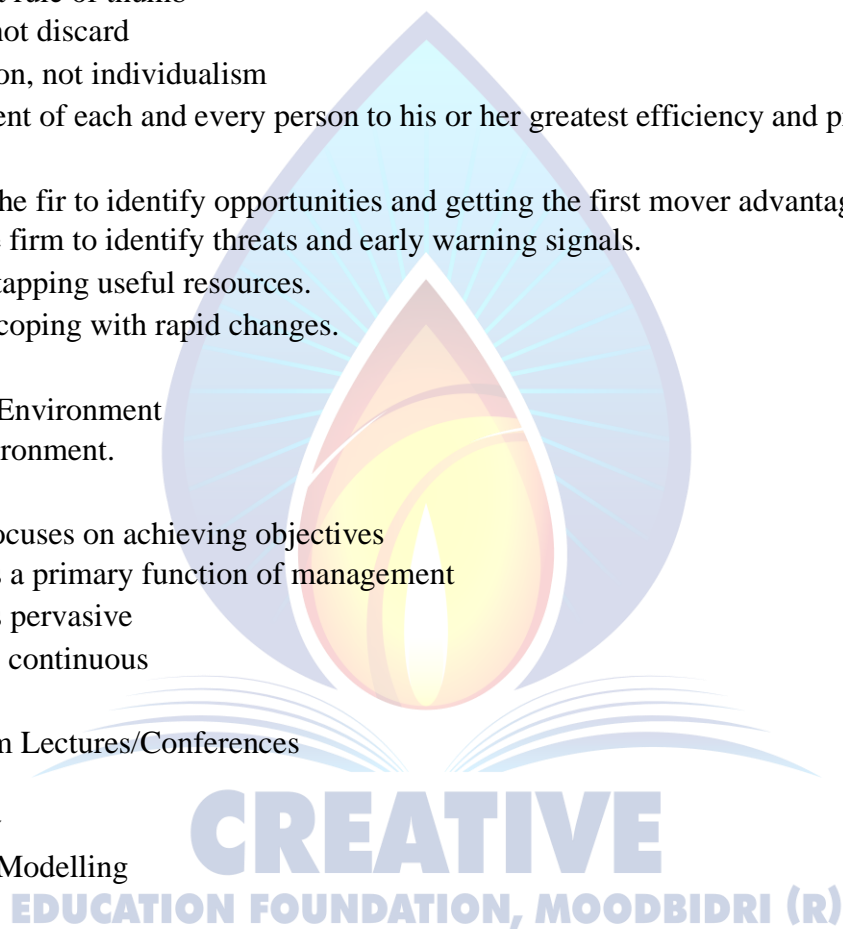 t rule of thumb
not discard
on, not individualism
ent of each and every person to his or her greatest efficiency and p
he fir to identify opportunities and getting the first mover advantag
firm to identify threats and early warning signals.
tapping useful resources.
coping with rapid changes.
Environment
ironment.
ocuses on achieving objectives
s a primary function of management
s pervasive
continuous
m Lectures/Conferences
Modelling
CREATIVE
EDUCATION FOUNDATION, MOODBIDRI (R)